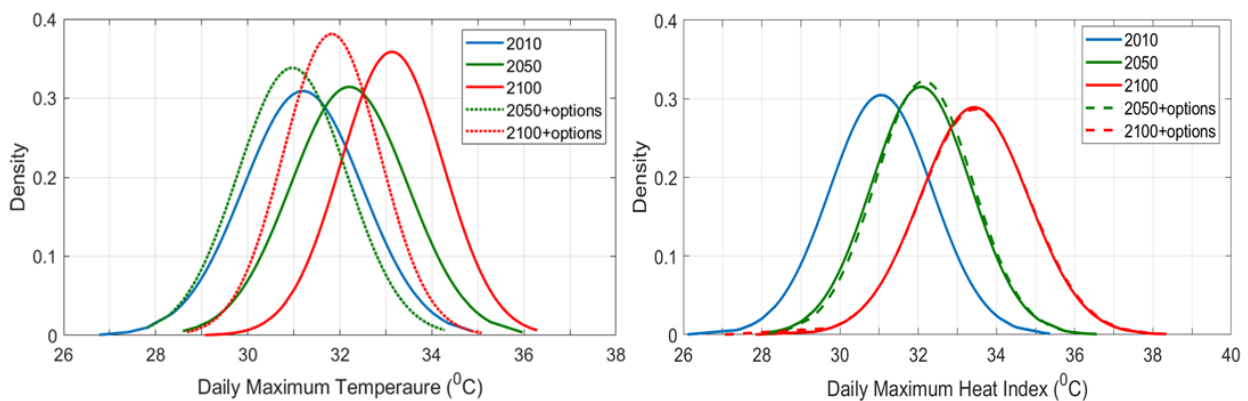 0.4
0.3
0.2
0.1
0
Density
26 28 30 32 34 36 38
Daily Maximum Temperaure (⁰C)
2010
2050
2100
2050+options
2100+options
0.4
0.3
0.2
0.1
0
Density
26 28 30 32 34 36 38 40
Daily Maximum Heat Index (⁰C)
2010
2050
2100
2050+options
2100+options